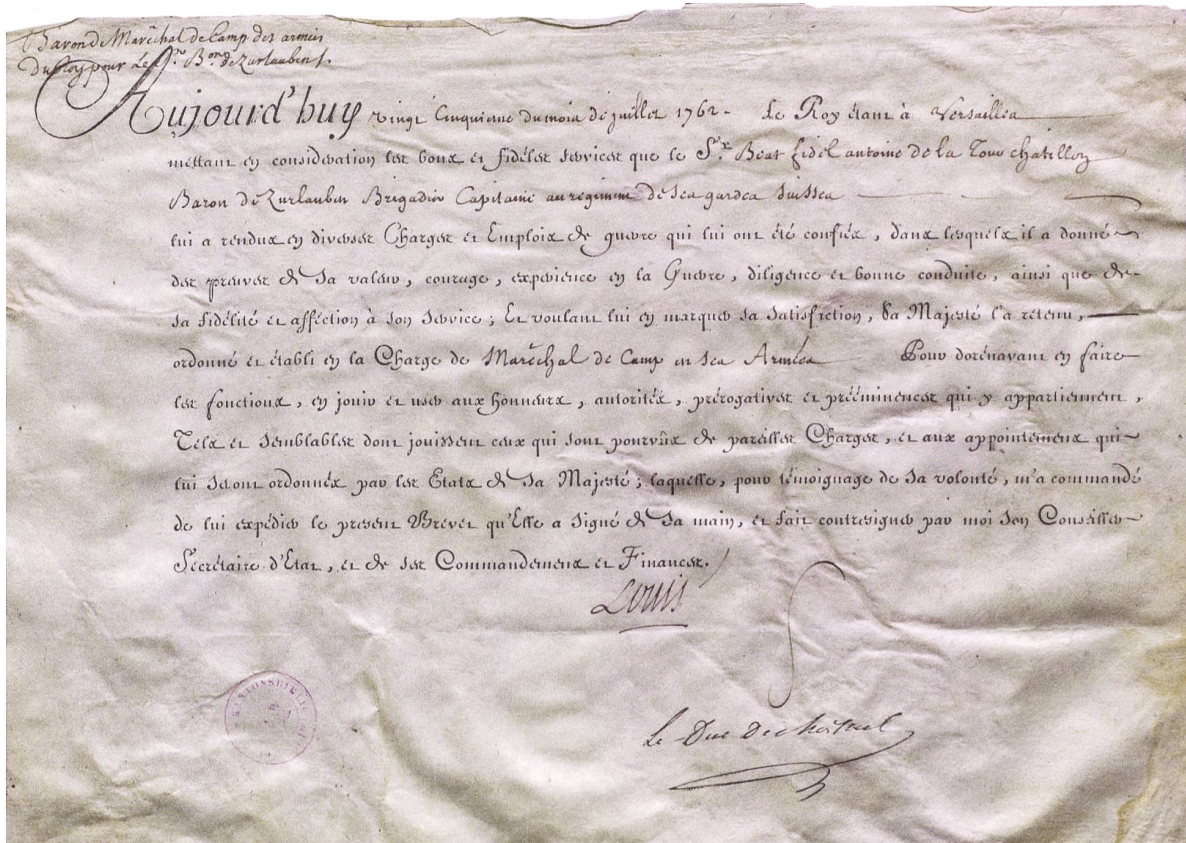 Baron de Maréchal de Camp des armées
Du Roy pour Le Sr. Bon. de Zurlauben
Aujourd'huy vingt Cinquieme du mois de juillet 1762. Le Roy étant à Versailles
mettant en considération les bons et fidéles services que le Sr. Béat fidel antoine de la Tour chatillon
Baron de Zurlauben Brigadier Capitaine au régiment de ses gardes suisses
lui a rendus en diverses Charges et Emplois de guerre qui lui ont été confiés, dans lesquels il a donné
des preuves de Sa valeur, courage, expérience en la Guerre, diligence et bonne conduite, ainsi que de
sa fidélité et affection à son service; Et voulant lui en marquer sa satisfaction, Sa Majesté l'a retenu,
ordonné et établi en la Charge de Maréchal de Camp en ses Armées Pour dorénavant en faire
les fonctions, en jouir et user aux honneurs, autorités, prérogatives et prééminences qui y appartiennent,
Tels et Semblables dont jouissent ceux qui sont pourvûs de pareilles Charges, et aux appointemens qui
lui seront ordonnés par les Etats de Sa Majesté; laquelle, pour témoignage de sa volonté, m'a commandé
de lui expédier le present Brevet qu'Elle a signé de Sa main, et fait contresigner par moi Son Conseiller
Sécrétaire d'Etat, et de ses Commandemens et Finances.
Louis
Le Duc De choiseul